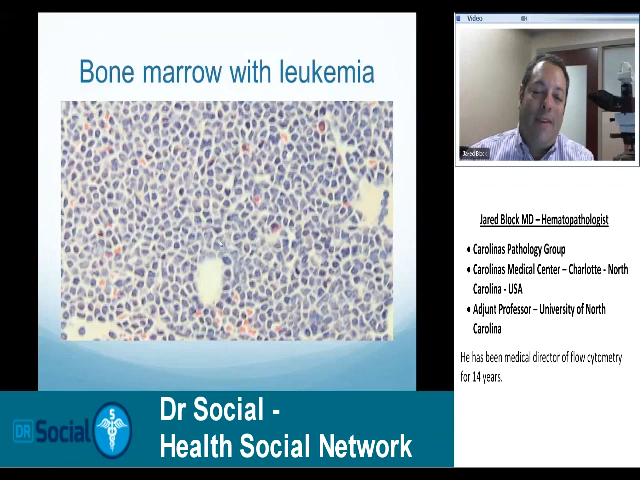 Bone marrow with leukemia
Video
Jared Block
Jared Block MD – Hematopathologist
• Carolinas Pathology Group
• Carolinas Medical Center – Charlotte - North
Carolina - USA
• Adjunt Professor – University of North
Carolina
He has been medical director of flow cytometry
for 14 years.
DR Social S
Dr Social -
Health Social Network